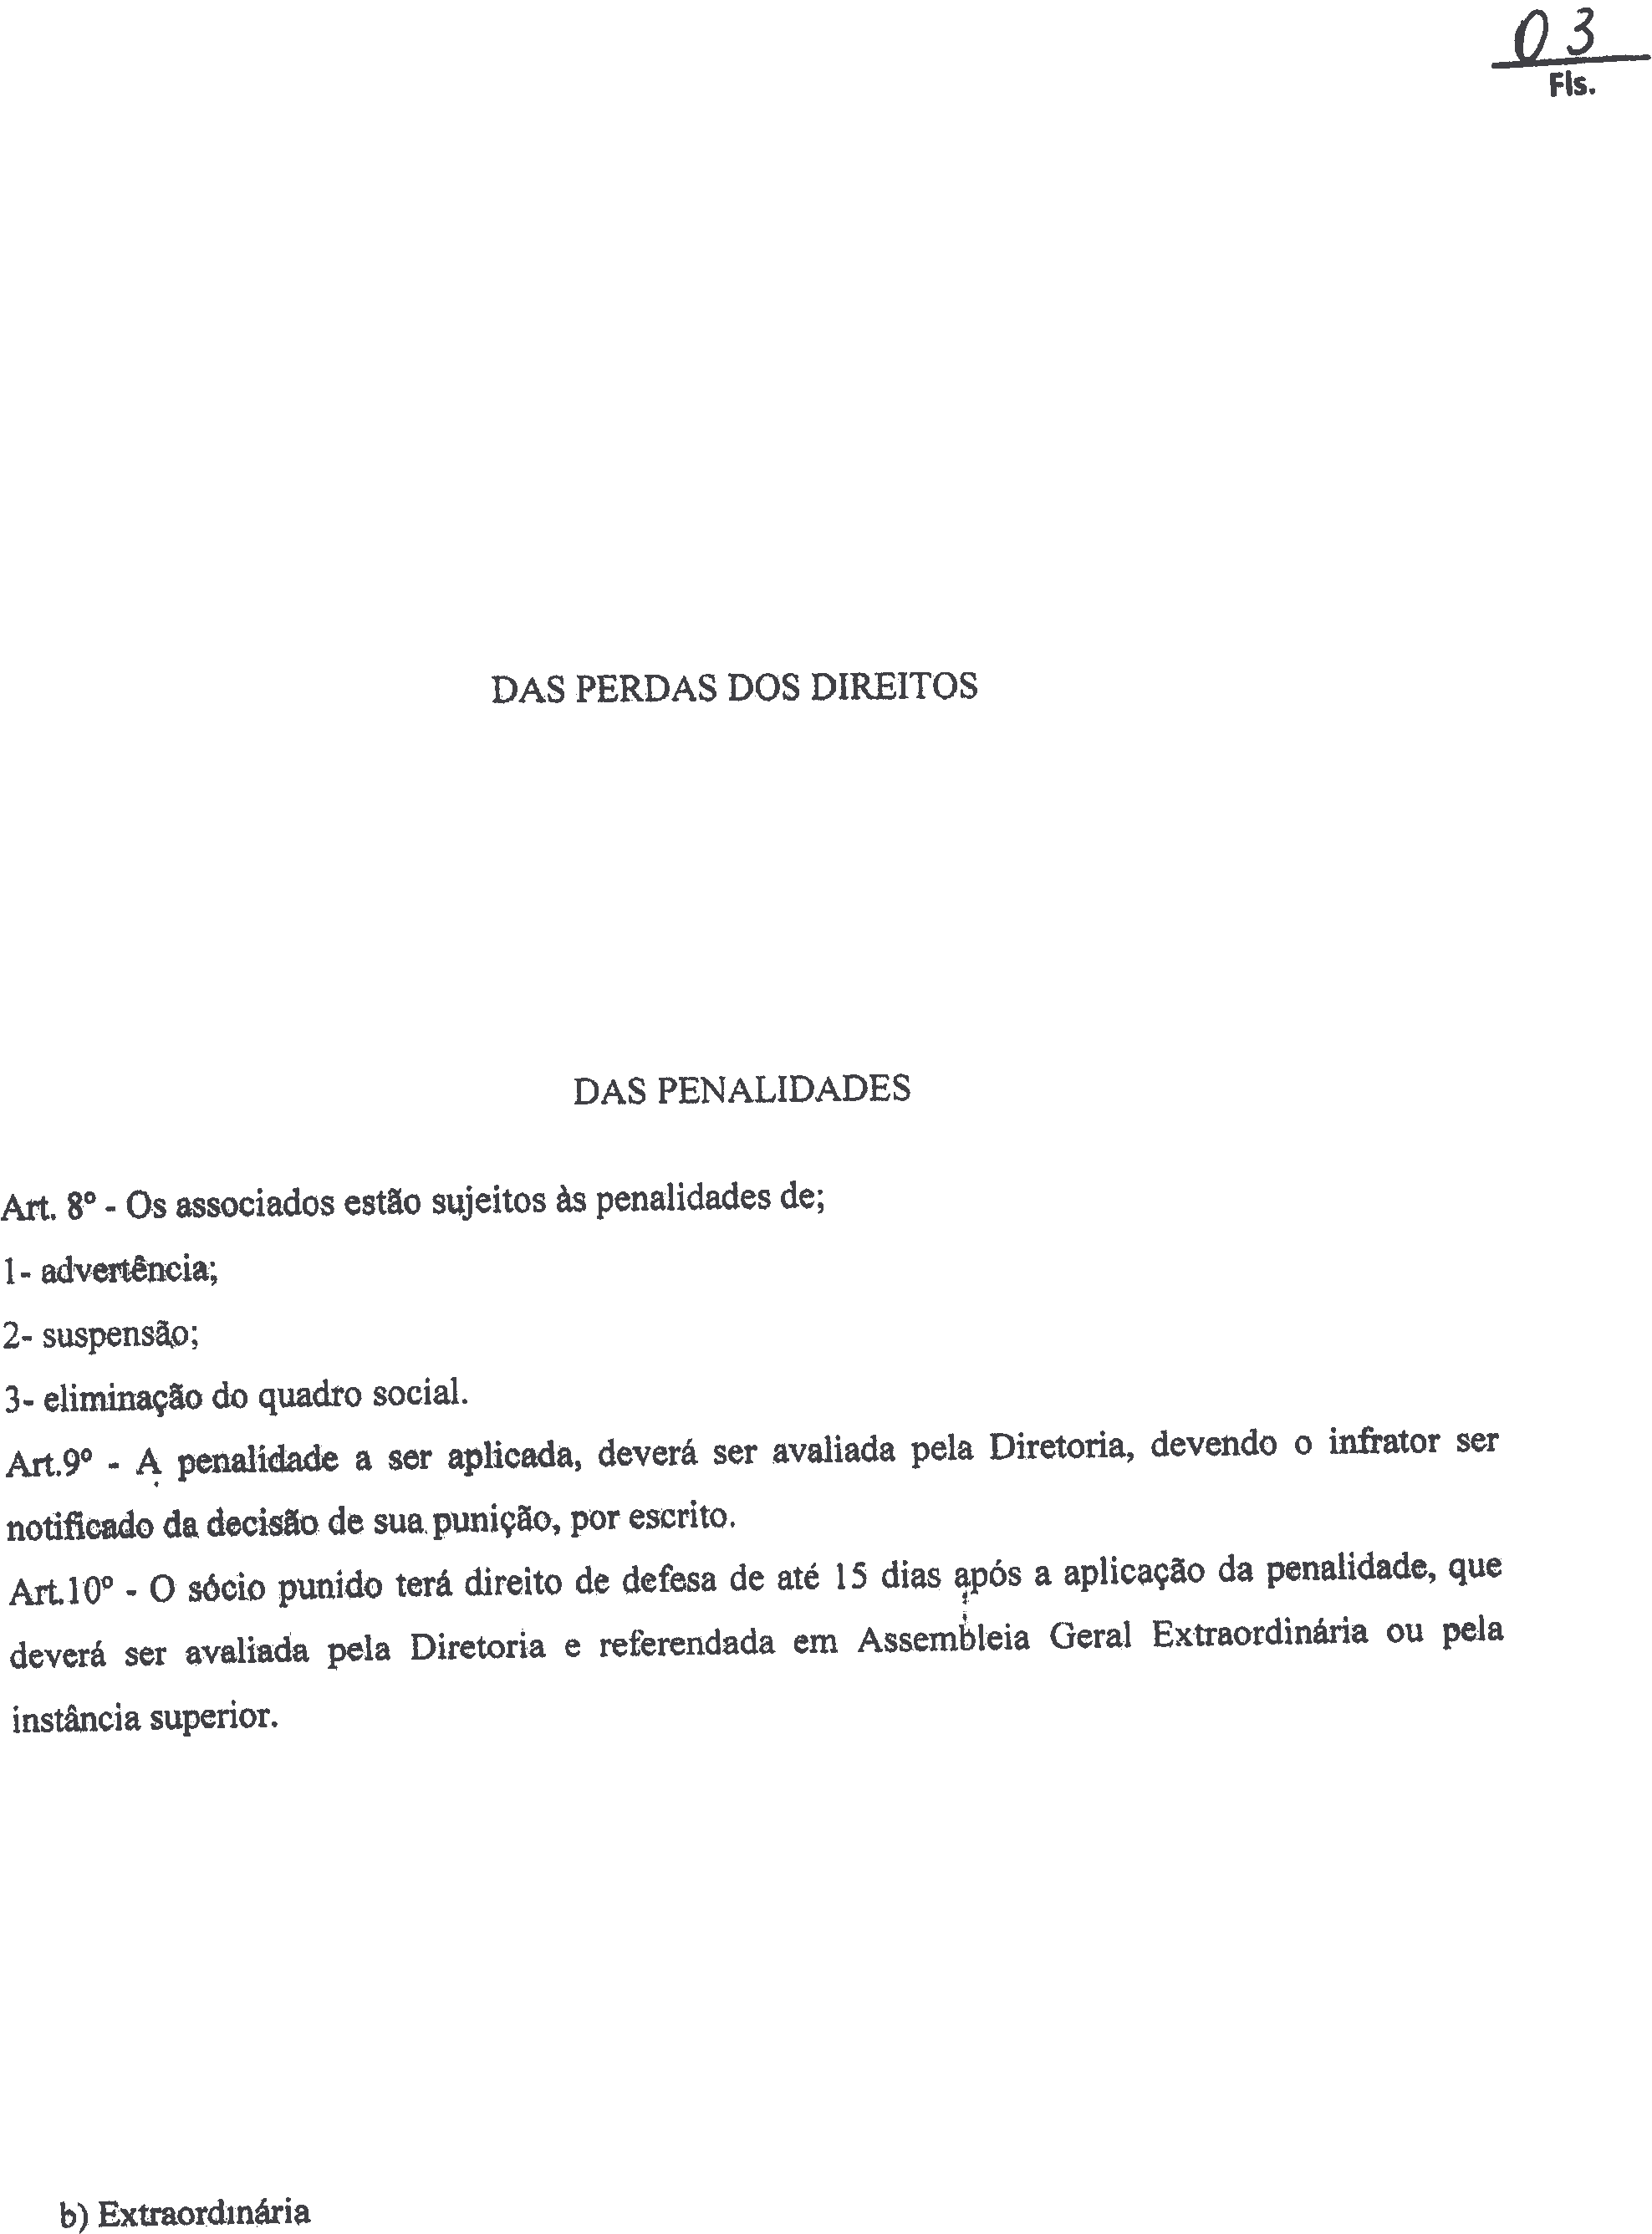 03
Fls.
DAS PERDAS DOS DIREITOS
DAS PENALIDADES
Art. 8º - Os associados estão sujeitos às penalidades de;
1- advertência;
2- suspensão;
3- eliminação do quadro social.
Art.9º - A penalidade a ser aplicada, deverá ser avaliada pela Diretoria, devendo o infrator ser
notificado da decisão de sua punição, por escrito.
Art.10º - O sócio punido terá direito de defesa de até 15 dias após a aplicação da penalidade, que
deverá ser avaliada pela Diretoria e referendada em Assembleia Geral Extraordinária ou pela
instância superior.
b) Extraordinária